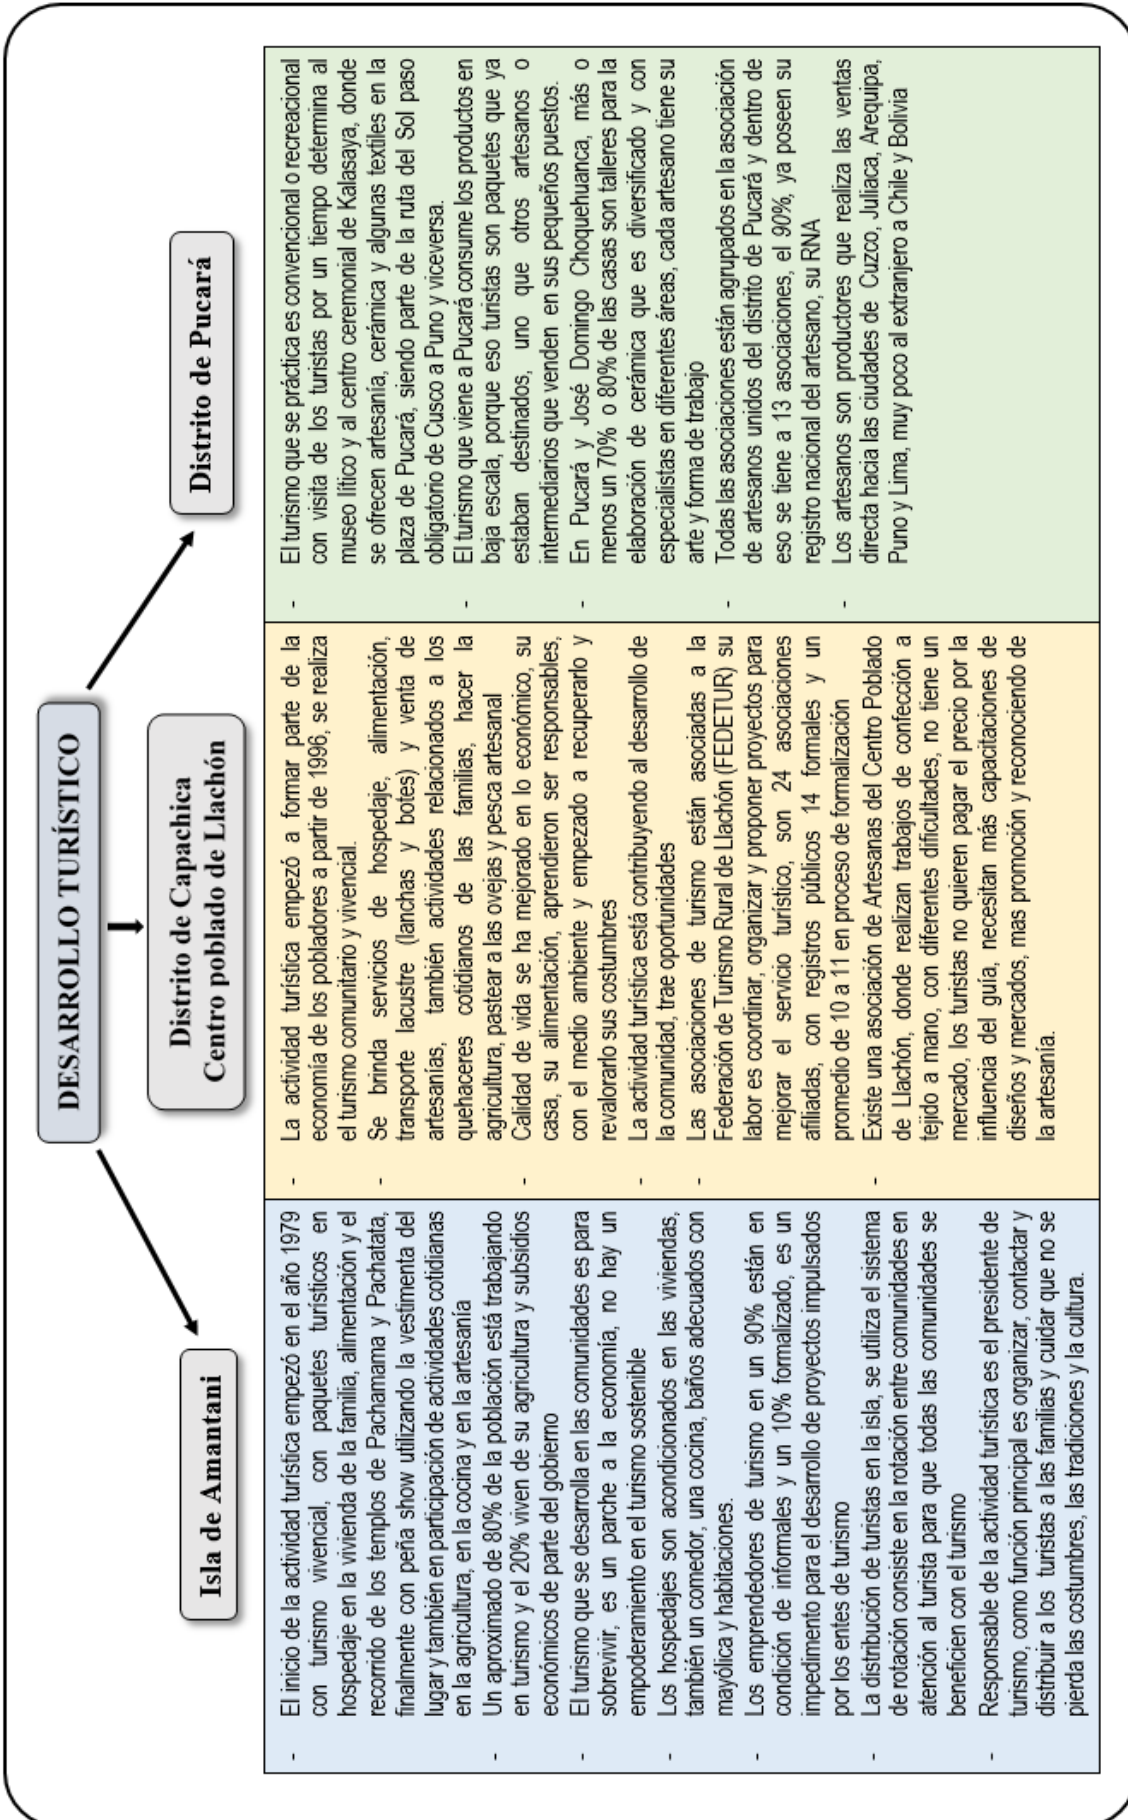 DESARROLLO TURÍSTICO
Isla de Amantani
Distrito de Capachica
Centro poblado de Llachón
Distrito de Pucará
- El inicio de la actividad turística empezó en el año 1979
con turismo vivencial, con paquetes turísticos en
hospedaje en la vivienda de la familia, alimentación y el
recorrido de los templos de Pachamama y Pachatata,
finalmente con peña show utilizando la vestimenta del
lugar y también en participación de actividades cotidianas
en la agricultura, en la cocina y en la artesanía
- Un aproximado de 80% de la población está trabajando
en turismo y el 20% viven de su agricultura y subsidios
económicos de parte del gobierno
- El turismo que se desarrolla en las comunidades es para
sobrevivir, es un parche a la economía, no hay un
empoderamiento en el turismo sostenible
- Los hospedajes son acondicionados en las viviendas,
también un comedor, una cocina, baños adecuados con
mayólica y habitaciones.
- Los emprendedores de turismo en un 90% están en
condición de informales y un 10% formalizado, es un
impedimento para el desarrollo de proyectos impulsados
por los entes de turismo
- La distribución de turistas en la isla, se utiliza el sistema
de rotación consiste en la rotación entre comunidades en
atención al turista para que todas las comunidades se
beneficien con el turismo
- Responsable de la actividad turística es el presidente de
turismo, como función principal es organizar, contactar y
distribuir a los turistas a las familias y cuidar que no se
pierda las costumbres, las tradiciones y la cultura.
- La actividad turística empezó a formar parte de la
economía de los pobladores a partir de 1996, se realiza
el turismo comunitario y vivencial.
- Se brinda servicios de hospedaje, alimentación,
transporte lacustre (lanchas y botes) y venta de
artesanías, también actividades relacionados a los
quehaceres cotidianos de las familias, hacer la
agricultura, pastear a las ovejas y pesca artesanal
- Calidad de vida se ha mejorado en lo económico, su
casa, su alimentación, aprendieron ser responsables,
con el medio ambiente y empezado a recuperarlo y
revalorarlo sus costumbres
- La actividad turística está contribuyendo al desarrollo de
la comunidad, trae oportunidades
- Las asociaciones de turismo están asociadas a la
Federación de Turismo Rural de Llachón (FEDETUR) su
labor es coordinar, organizar y proponer proyectos para
mejorar el servicio turístico, son 24 asociaciones
afiliadas, con registros públicos 14 formales y un
promedio de 10 a 11 en proceso de formalización
- Existe una asociación de Artesanas del Centro Poblado
de Llachón, donde realizan trabajos de confección a
tejido a mano, con diferentes dificultades, no tiene un
mercado, los turistas no quieren pagar el precio por la
influencia del guía, necesitan más capacitaciones de
diseños y mercados, mas promoción y reconociendo de
la artesanía.
- El turismo que se práctica es convencional o recreacional
con visita de los turistas por un tiempo determina al
museo lítico y al centro ceremonial de Kalasaya, donde
se ofrecen artesanía, cerámica y algunas textiles en la
plaza de Pucará, siendo parte de la ruta del Sol paso
obligatorio de Cusco a Puno y viceversa.
- El turismo que viene a Pucará consume los productos en
baja escala, porque eso turistas son paquetes que ya
estaban destinados, uno que otros artesanos o
intermediarios que venden en sus pequeños puestos.
- En Pucará y José Domingo Choquehuanca, más o
menos un 70% o 80% de las casas son talleres para la
elaboración de cerámica que es diversificado y con
especialistas en diferentes áreas, cada artesano tiene su
arte y forma de trabajo
- Todas las asociaciones están agrupados en la asociación
de artesanos unidos del distrito de Pucará y dentro de
eso se tiene a 13 asociaciones, el 90%, ya poseen su
registro nacional del artesano, su RNA
- Los artesanos son productores que realiza las ventas
directa hacia las ciudades de Cuzco, Juliaca, Arequipa,
Puno y Lima, muy poco al extranjero a Chile y Bolivia